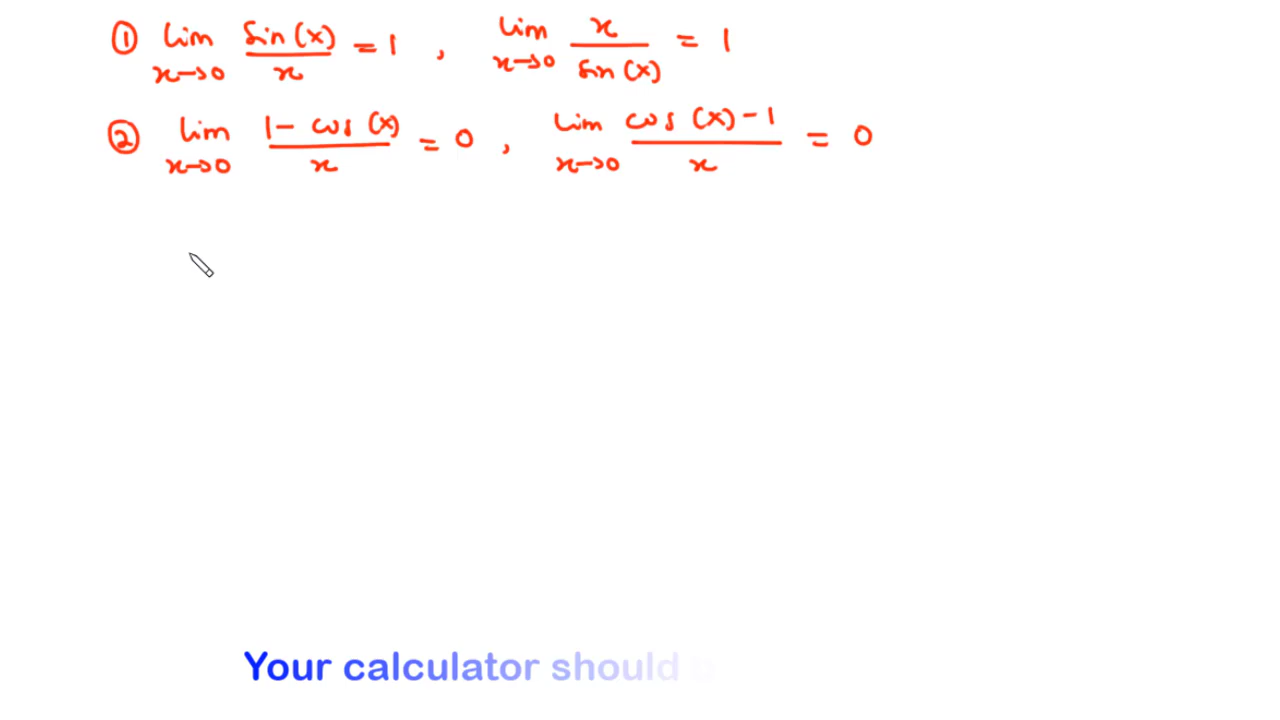 ① lim x→0 sin(x)/x = 1 , lim x→0 x/sin(x) = 1
② lim x→0 1 - cos(x)/x = 0 , lim x→0 cos(x) - 1/x = 0
Your calculator should